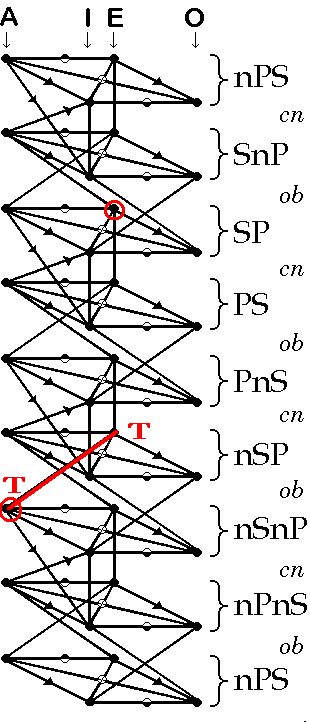 A I E O
↓ ↓ ↓ ↓
nPS
cn
SnP
ob
SP
cn
PS
ob
PnS
cn
T nSP
T ob
nSnP
cn
nPnS
ob
nPS